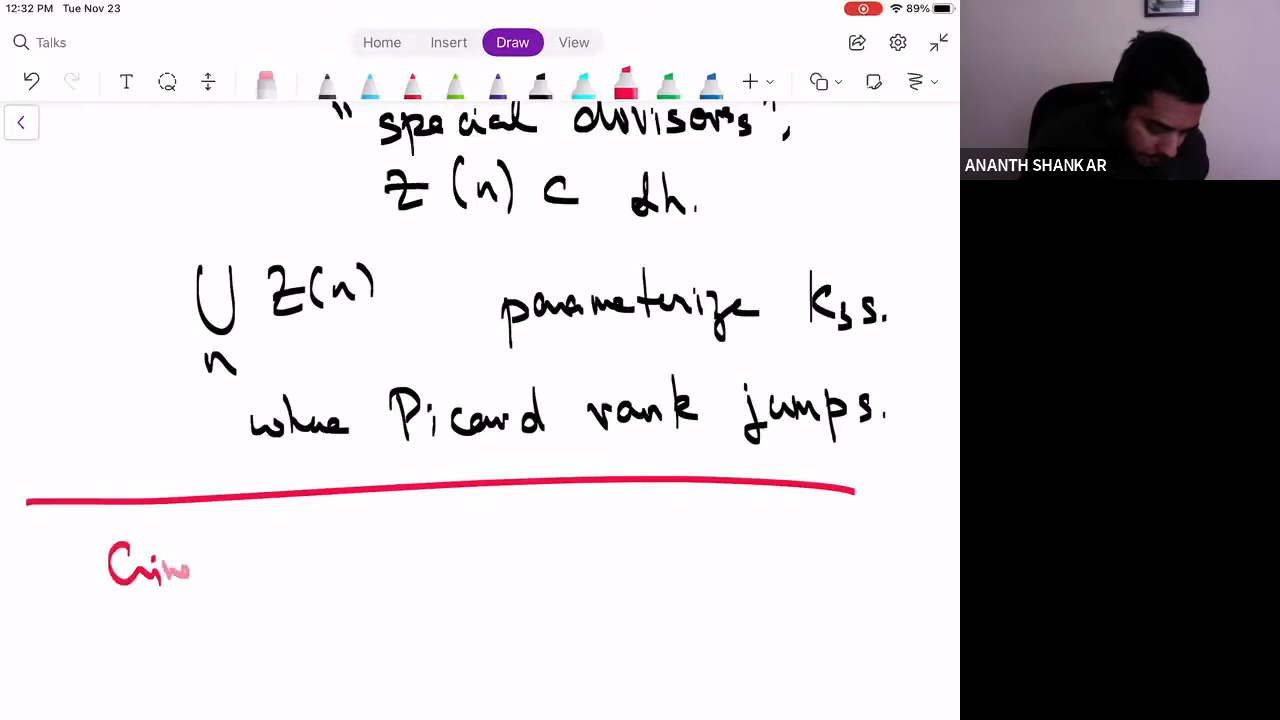 12:32 PM Tue Nov 23
89%
Talks
Home Insert Draw View
T
"special divisors".
Z(n) ⊂ Sh.
⋃ Z(n) parameterize K3s.
n
where Picard rank jumps.
ANANTH SHANKAR